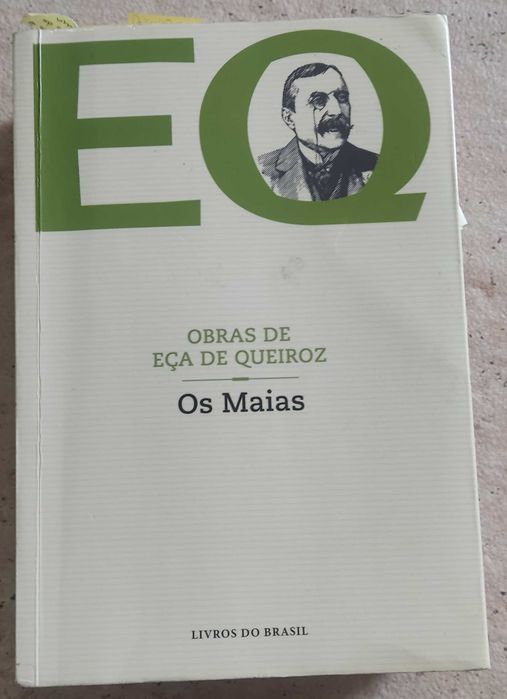 EQ
OBRAS DE
EÇA DE QUEIROZ
Os Maias
LIVROS DO BRASIL